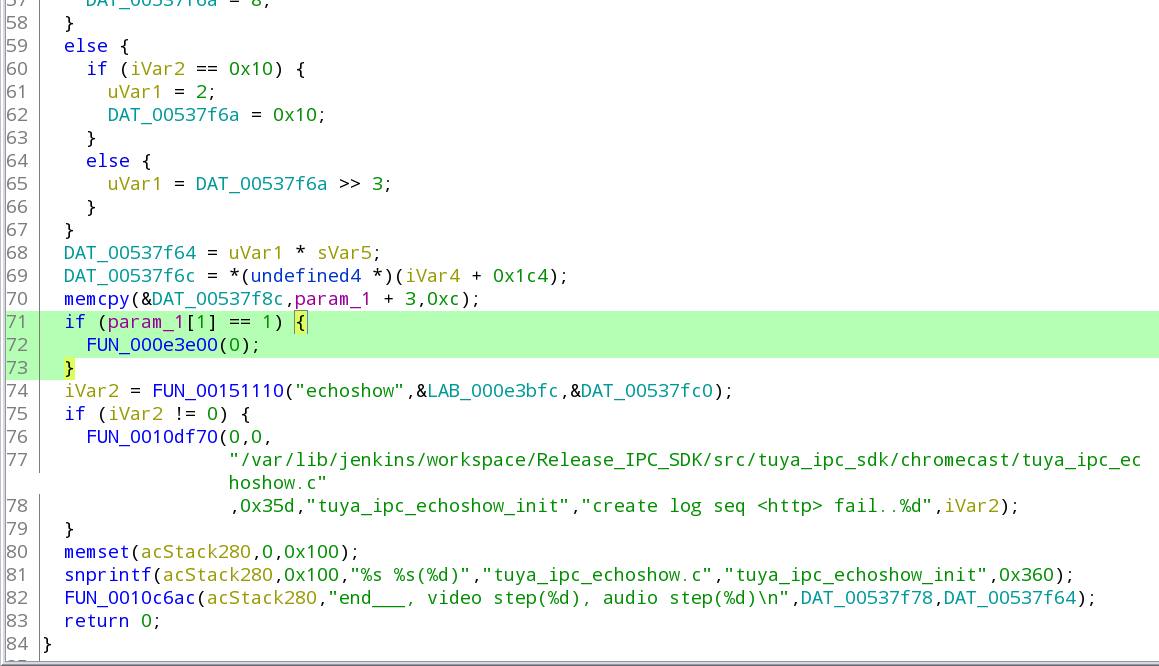 57 DAT_00537f6a = 8;
58 }
59 else {
60 if (iVar2 == 0x10) {
61 uVar1 = 2;
62 DAT_00537f6a = 0x10;
63 }
64 else {
65 uVar1 = DAT_00537f6a >> 3;
66 }
67 }
68 DAT_00537f64 = uVar1 * sVar5;
69 DAT_00537f6c = *(undefined4 *)(iVar4 + 0x1c4);
70 memcpy(&DAT_00537f8c,param_1 + 3,0xc);
71 if (param_1[1] == 1) {
72 FUN_000e3e00(0);
73 }
74 iVar2 = FUN_00151110("echoshow",&LAB_000e3bfc,&DAT_00537fc0);
75 if (iVar2 != 0) {
76 FUN_0010df70(0,0,
77 "/var/lib/jenkins/workspace/Release_IPC_SDK/src/tuya_ipc_sdk/chromecast/tuya_ipc_ec
hoshow.c"
78 ,0x35d,"tuya_ipc_echoshow_init","create log seq <http> fail..%d",iVar2);
79 }
80 memset(acStack280,0,0x100);
81 snprintf(acStack280,0x100,"%s %s(%d)","tuya_ipc_echoshow.c","tuya_ipc_echoshow_init",0x360);
82 FUN_0010c6ac(acStack280,"end___, video step(%d), audio step(%d)\n",DAT_00537f78,DAT_00537f64);
83 return 0;
84 }